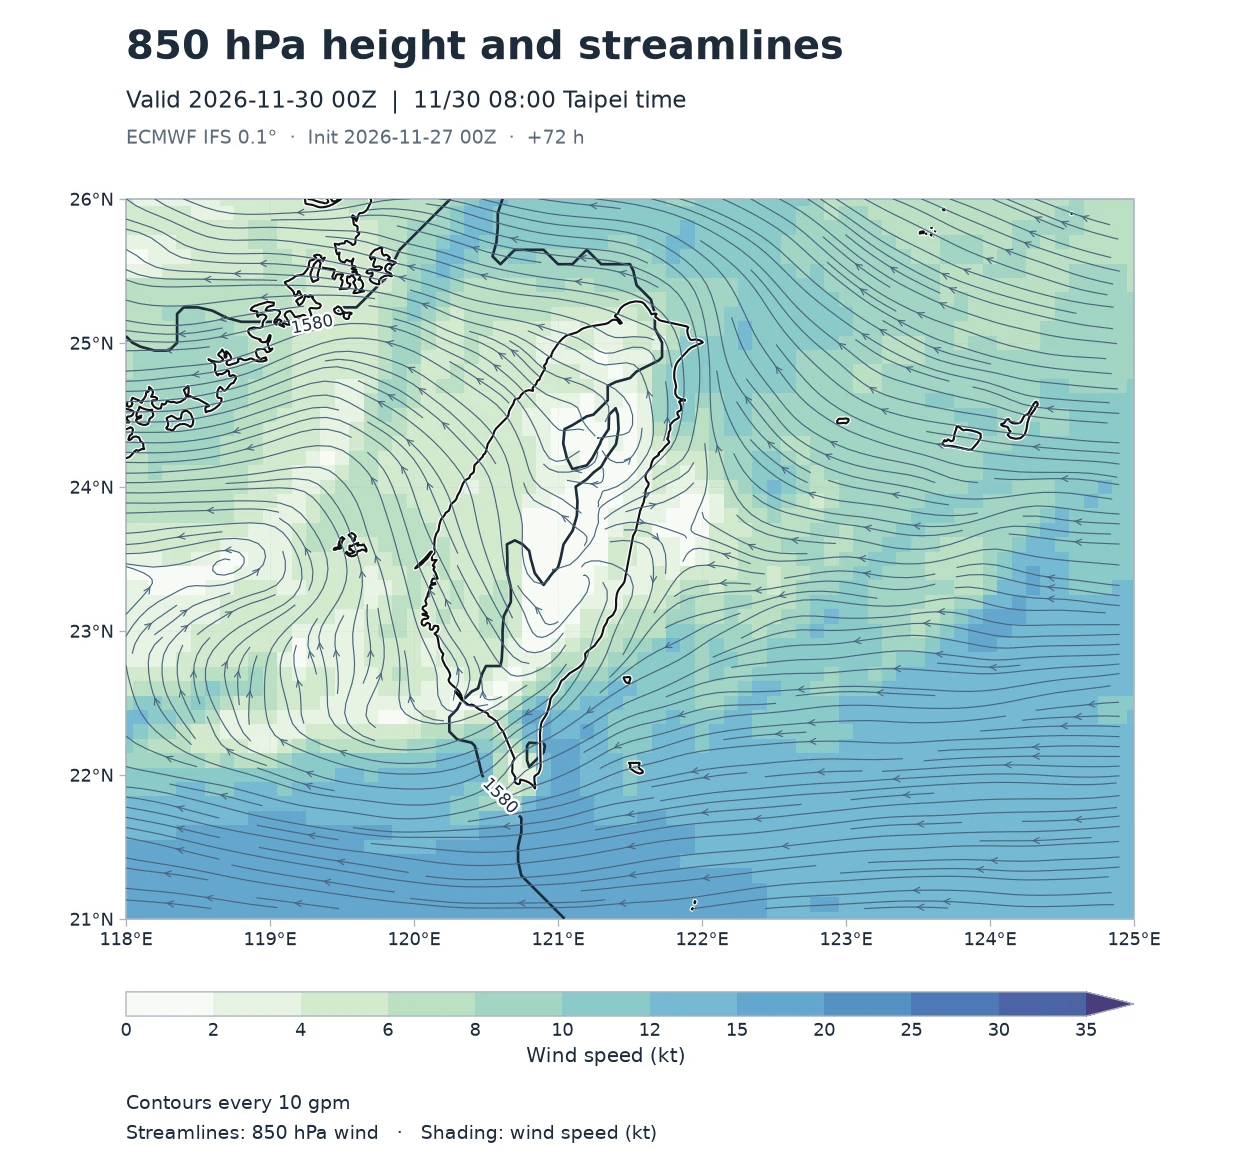 850 hPa height and streamlines
Valid 2026-11-30 00Z | 11/30 08:00 Taipei time
ECMWF IFS 0.1° · Init 2026-11-27 00Z · +72 h
26°N
25°N
24°N
23°N
22°N
21°N
1580
1580
118°E 119°E 120°E 121°E 122°E 123°E 124°E 125°E
0 2 4 6 8 10 12 15 20 25 30 35
Wind speed (kt)
Contours every 10 gpm
Streamlines: 850 hPa wind · Shading: wind speed (kt)